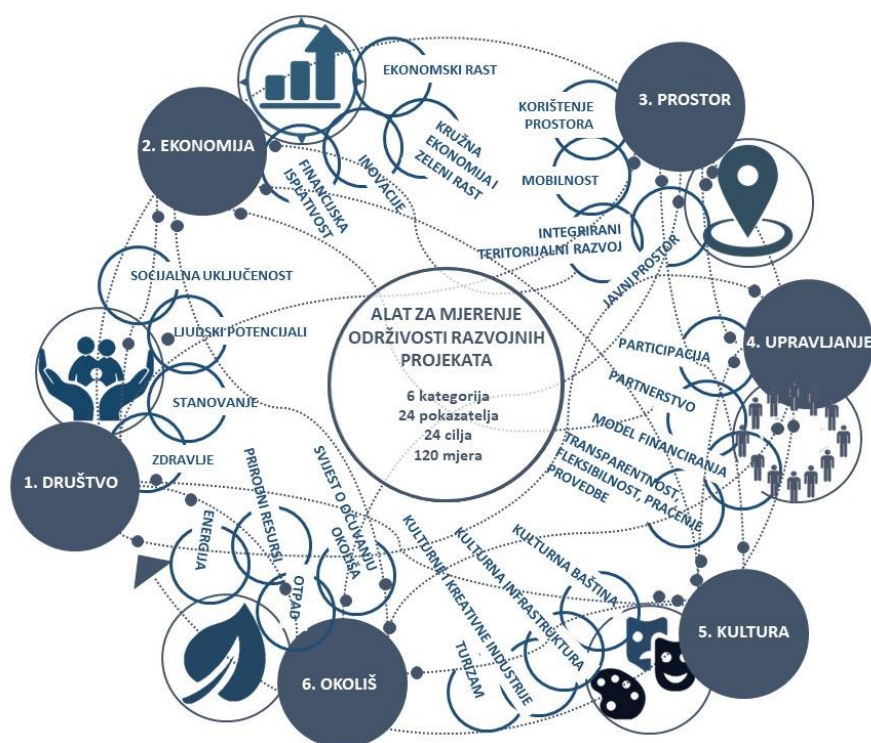 2. EKONOMIJA
EKONOMSKI RAST
KRUŽNA
EKONOMIJA I
ZELENI RAST
INOVACIJE
FINANCIJSKA
ISPLATIVOST
3. PROSTOR
KORIŠTENJE
PROSTORA
MOBILNOST
INTEGRIRANI
TERITORIJALNI RAZVOJ
JAVNI PROSTOR
ALAT ZA MJERENJE
ODRŽIVOSTI RAZVOJNIH
PROJEKATA
6 kategorija
24 pokazatelja
24 cilja
120 mjera
4. UPRAVLJANJE
PARTICIPACIJA
PARTNERSTVO
MODEL FINANCIRANJA
TRANSPARENTNOST,
FLEKSIBILNOST, PRAĆENJE
PROVEDBE
SOCIJALNA UKLJUČENOST
LJUDSKI POTENCIJALI
STANOVANJE
ZDRAVLJE
1. DRUŠTVO
ENERGIJA
PRIRODNI RESURSI
OTPAD
SVIJEST O OČUVANJU
OKOLIŠA
6. OKOLIŠ
TURIZAM
KULTURNE I KREATIVNE INDUSTRIJE
KULTURNA INFRASTRUKTURA
KULTURNA BAŠTINA
5. KULTURA